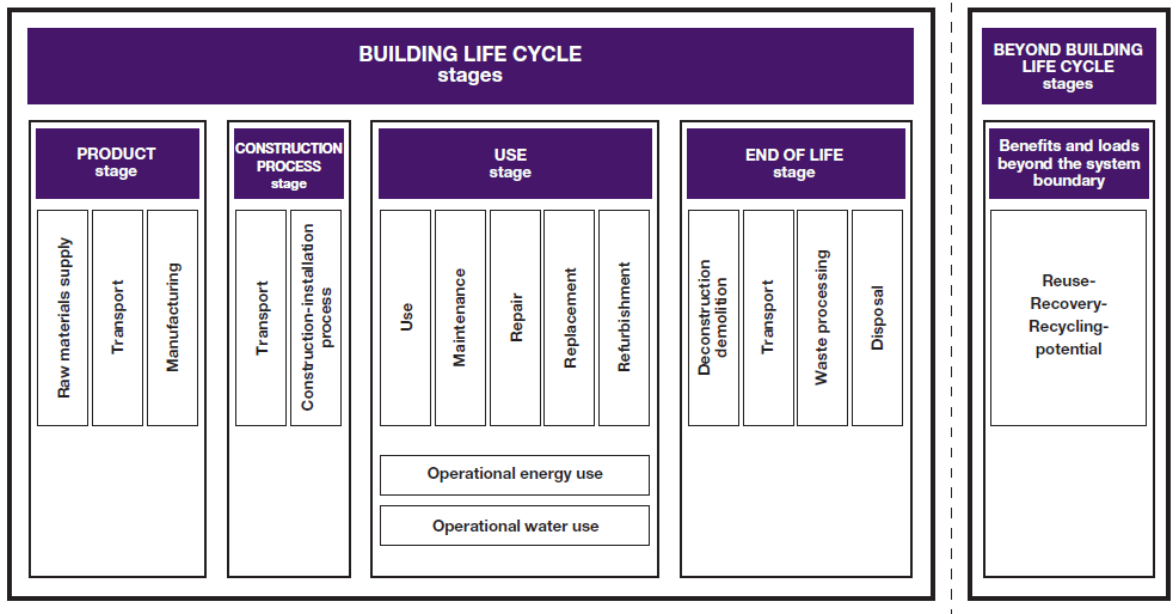 BUILDING LIFE CYCLE
stages
BEYOND BUILDING
LIFE CYCLE
stages
PRODUCT
stage
CONSTRUCTION
PROCESS
stage
USE
stage
END OF LIFE
stage
Benefits and loads
beyond the system
boundary
Raw materials supply
Transport
Manufacturing
Transport
Construction-installation
process
Use
Maintenance
Repair
Replacement
Refurbishment
Deconstruction
demolition
Transport
Waste processing
Disposal
Reuse-
Recovery-
Recycling-
potential
Operational energy use
Operational water use